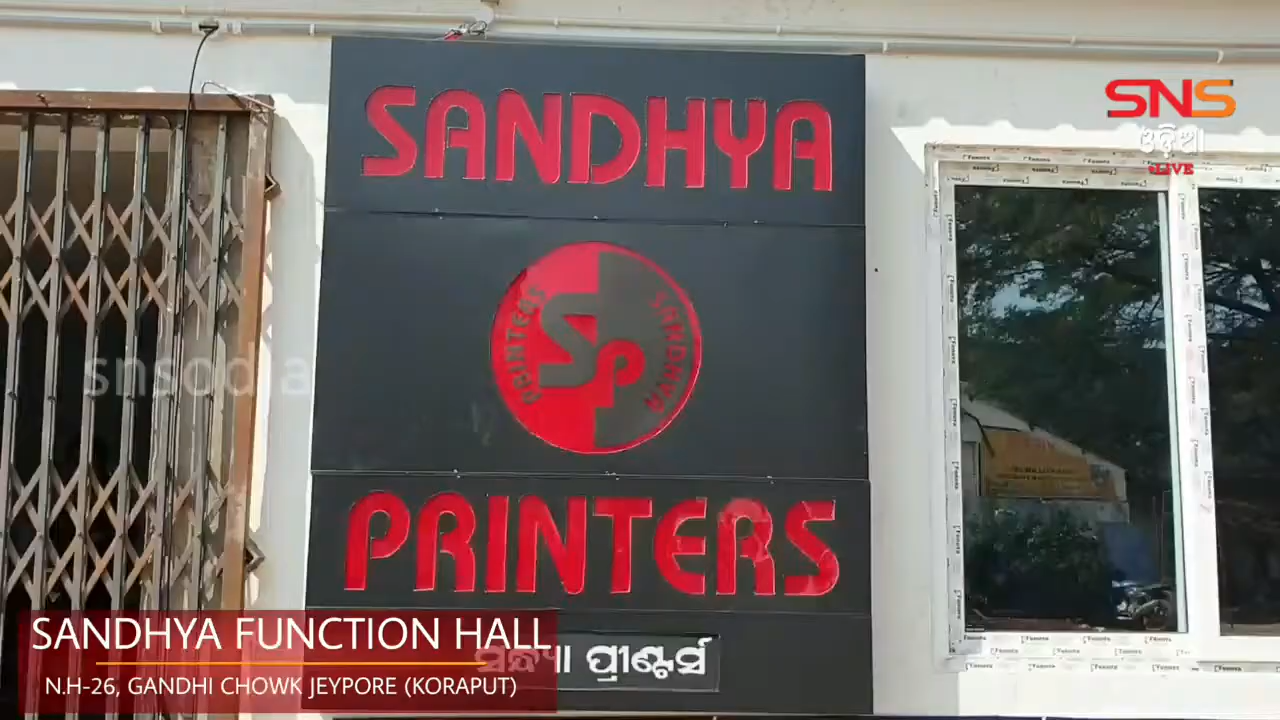 SANDHYA
SNS
ଓଡ଼ିଆ
LIVE
PRINTERS
SP
SANDHYA
snsodia
PRINTERS
SANDHYA FUNCTION HALL
ସନ୍ଧ୍ୟା ପ୍ରୀଣ୍ଟର୍ସ
N.H-26, GANDHI CHOWK JEYPORE (KORAPUT)